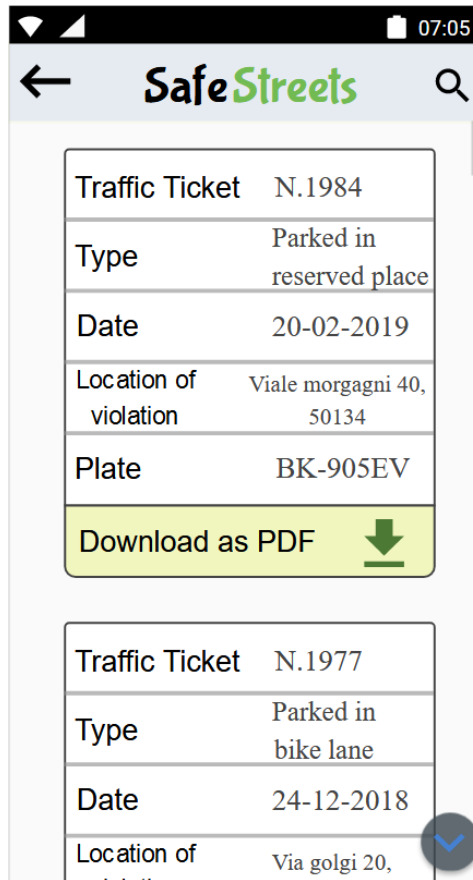 07:05
SafeStreets
Traffic Ticket N.1984
Type Parked in
reserved place
Date 20-02-2019
Location of Viale morgagni 40,
violation 50134
Plate BK-905EV
Download as PDF
Traffic Ticket N.1977
Type Parked in
bike lane
Date 24-12-2018
Location of Via golgi 20,